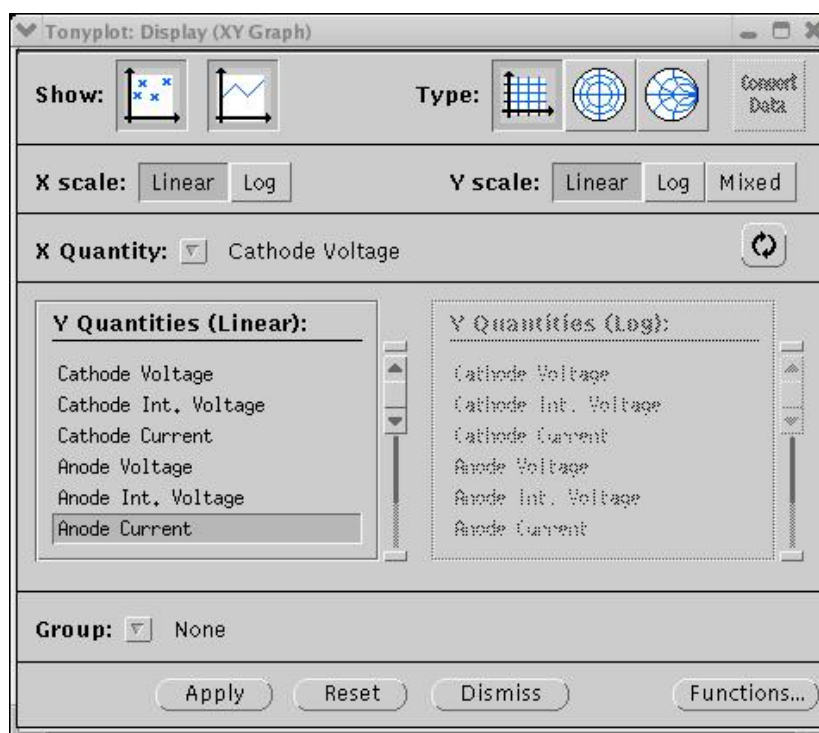 Tonyplot: Display (XY Graph)
Show: Type: Convert
Data
X scale: Linear Log Y scale: Linear Log Mixed
X Quantity: Cathode Voltage
Y Quantities (Linear):
Cathode Voltage
Cathode Int. Voltage
Cathode Current
Anode Voltage
Anode Int. Voltage
Anode Current
Y Quantities (Log):
Cathode Voltage
Cathode Int. Voltage
Cathode Current
Anode Voltage
Anode Int. Voltage
Anode Current
Group: None
Apply Reset Dismiss Functions...